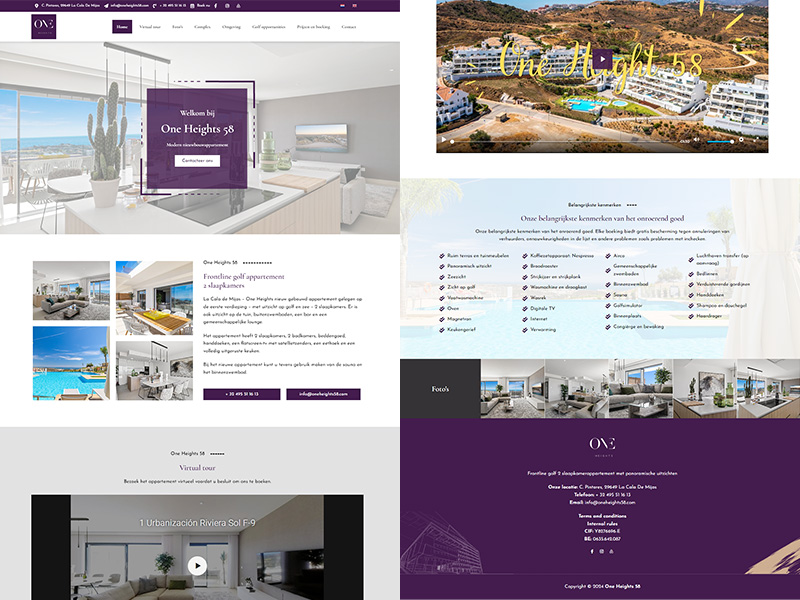 C. Pintores, 29649 La Cala De Mijas
info@oneheights58.com
+ 32 495 51 16 13
Book nu
ONE
HEIGHTS
Home
Virtual tour
Foto's
Complex
Omgeving
Golf opportunities
Prijzen en boeking
Contact
Welkom bij
One Heights 58
Modern nieuwbouwappartement
Contacteer ons
One Heights 58
Frontline golf appartement
2 slaapkamers
La Cala de Mijas - One Heights nieuw gebouwd appartement gelegen op
de eerste verdieping - met uitzicht op golf en zee - 2 slaapkamers. Er is
ook uitzicht op de tuin, buitenzwembaden, een bar en een
gemeenschappelijke lounge.
Het appartement heeft 2 slaapkamers, 2 badkamers, beddengoed,
handdoeken, een flatscreen-tv met satellietzenders, een eethoek en een
volledig uitgeruste keuken.
Bij het nieuwe appartement kunt u tevens gebruik maken van de sauna en
het binnenzwembad.
+ 32 495 51 16 13
info@oneheights58.com
One Heights 58
Virtual tour
Bezoek het appartement virtueel voordat u besluit om ons te boeken.
1 Urbanización Riviera Sol F-9
One Height 58
Belangrijkste kenmerken
Onze belangrijkste kenmerken van het onroerend goed
Onze belangrijkste kenmerken van het onroerend goed. Elke boeking biedt gratis bescherming tegen annuleringen van
verhuurders, onnauwkeurigheden in de lijst en andere problemen zoals problemen met inchecken.
Ruim terras en tuinmeubelen
Panoramisch uitzicht
Zeezicht
Zicht op golf
Vaatwasmachine
Oven
Magnetron
Keukengerief
Koffiezetapparaat: Nespresso
Broodrooster
Strijkijzer en strijkplank
Wasmachine en droogkast
Waxrek
Digitale TV
Internet
Verwarming
Airco
Gemeenschappelijke
zwembaden
Binnenzwembad
Sauna
Golfsimulator
Binnenplaats
Conciërge en bewaking
Luchthaven transfer (op
aanvraag)
Bedlinnen
Verduisterende gordijnen
Handdoeken
Shampoo en douchegel
Haardroger
Foto's
ONE
HEIGHTS
Frontline golf 2 slaapkamerappartement met panoramische uitzichten
Onze locatie: C. Pintores, 29649 La Cala De Mijas
Telefoon: + 32 495 51 16 13
Email: info@oneheights58.com
Terms and conditions
Internal rules
CIF: Y8176696-E
BE: 0633.642.087
Copyright © 2024 One Heights 58